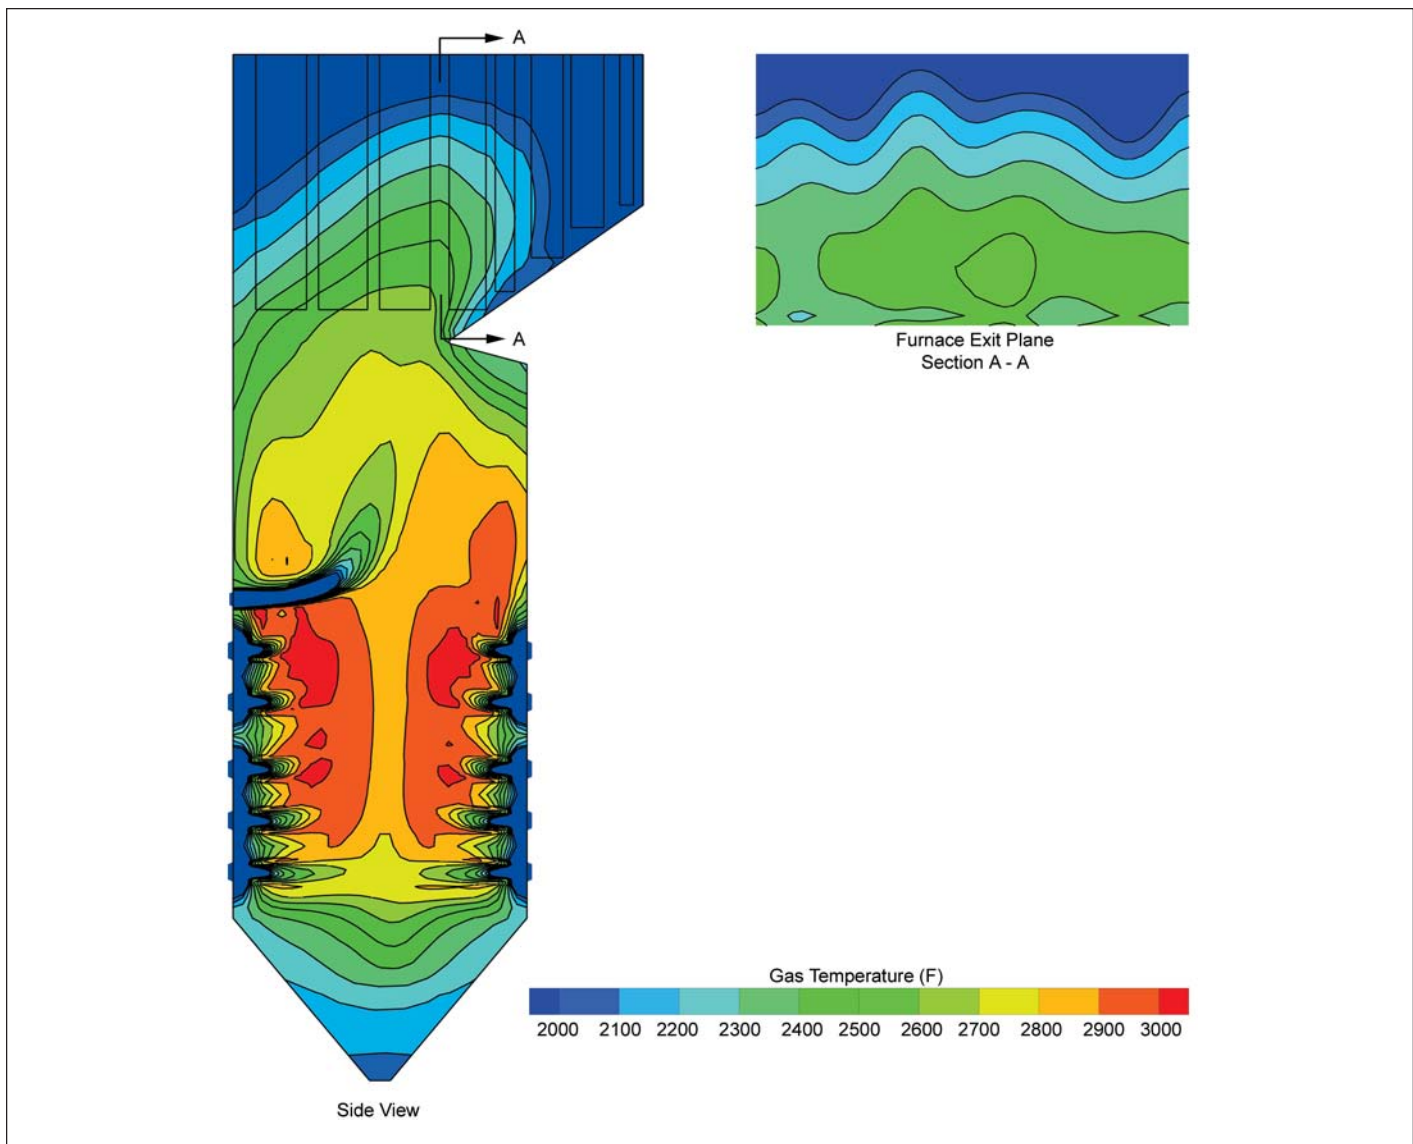 A
A
Furnace Exit Plane
Section A - A
Gas Temperature (F)
2000 2100 2200 2300 2400 2500 2600 2700 2800 2900 3000
Side View